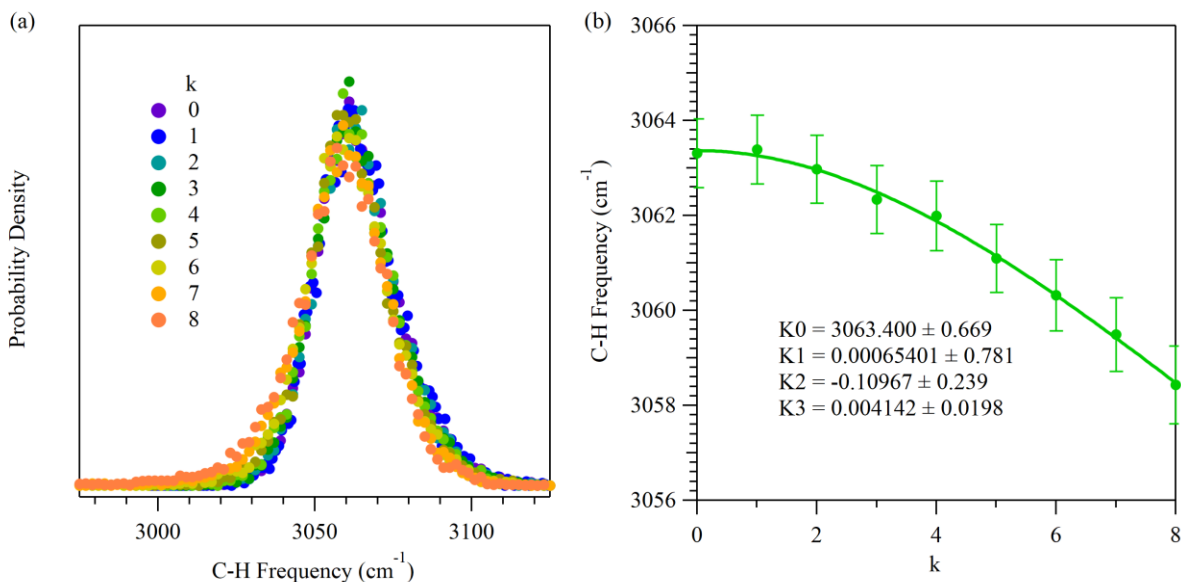 (a)
k
0
1
2
3
4
5
6
7
8
Probability Density
3000
3050
3100
C-H Frequency (cm⁻¹)
(b)
3066
3064
3062
3060
3058
3056
C-H Frequency (cm⁻¹)
K0 = 3063.400 ± 0.669
K1 = 0.00065401 ± 0.781
K2 = -0.10967 ± 0.239
K3 = 0.004142 ± 0.0198
0
2
4
6
8
k